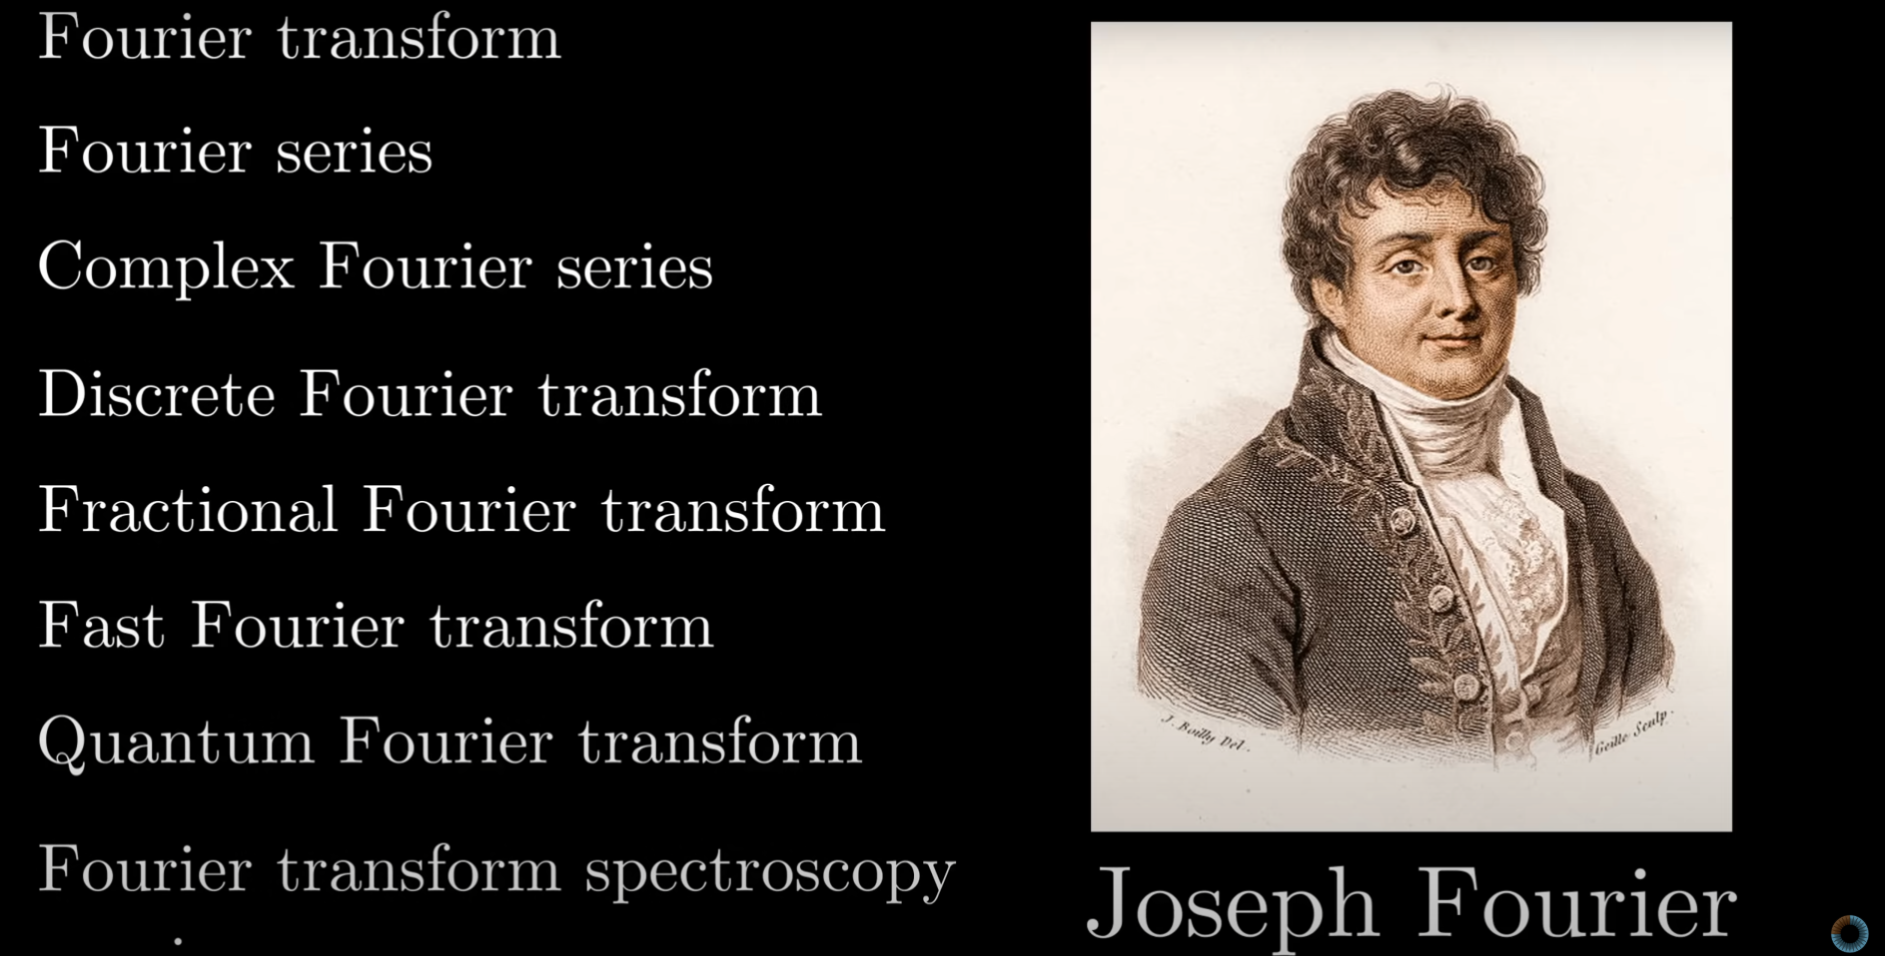 Fourier transform
Fourier series
Complex Fourier series
Discrete Fourier transform
Fractional Fourier transform
Fast Fourier transform
Quantum Fourier transform
Fourier transform spectroscopy
J. Boilly Del.
Geille Sculp.
Joseph Fourier